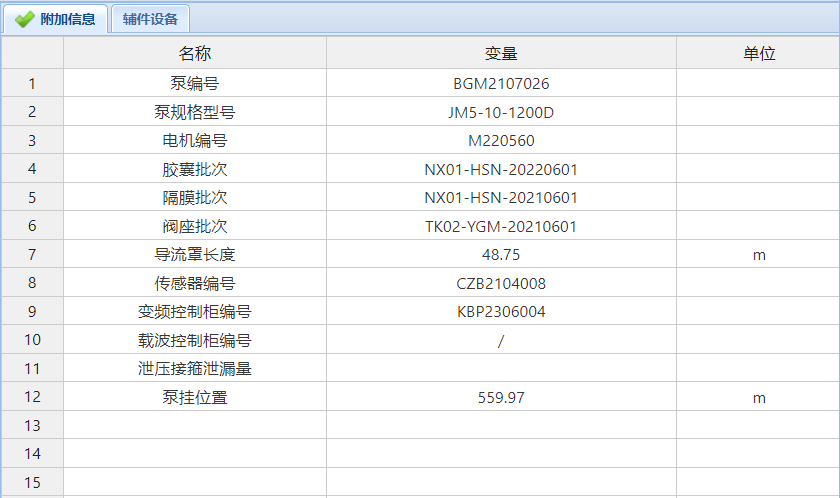 附加信息 辅件设备
名称 变量 单位
1 泵编号 BGM2107026
2 泵规格型号 JM5-10-1200D
3 电机编号 M220560
4 胶囊批次 NX01-HSN-20220601
5 隔膜批次 NX01-HSN-20210601
6 阀座批次 TK02-YGM-20210601
7 导流罩长度 48.75 m
8 传感器编号 CZB2104008
9 变频控制柜编号 KBP2306004
10 载波控制柜编号 /
11 泄压接箍泄漏量
12 泵挂位置 559.97 m
13
14
15